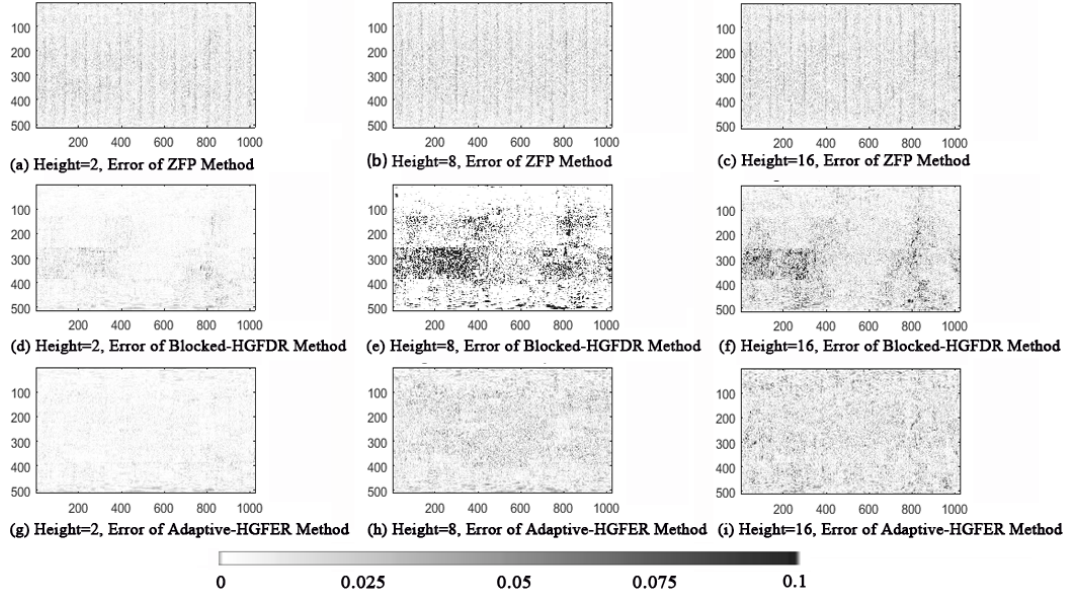 100
200
300
400
500
200 400 600 800 1000
(a) Height=2, Error of ZFP Method
100
200
300
400
500
200 400 600 800 1000
(b) Height=8, Error of ZFP Method
100
200
300
400
500
200 400 600 800 1000
(c) Height=16, Error of ZFP Method
100
200
300
400
500
200 400 600 800 1000
(d) Height=2, Error of Blocked-HGFDR Method
100
200
300
400
500
200 400 600 800 1000
(e) Height=8, Error of Blocked-HGFDR Method
100
200
300
400
500
200 400 600 800 1000
(f) Height=16, Error of Blocked-HGFDR Method
100
200
300
400
500
200 400 600 800 1000
(g) Height=2, Error of Adaptive-HGFER Method
100
200
300
400
500
200 400 600 800 1000
(h) Height=8, Error of Adaptive-HGFER Method
100
200
300
400
500
200 400 600 800 1000
(i) Height=16, Error of Adaptive-HGFER Method
0 0.025 0.05 0.075 0.1